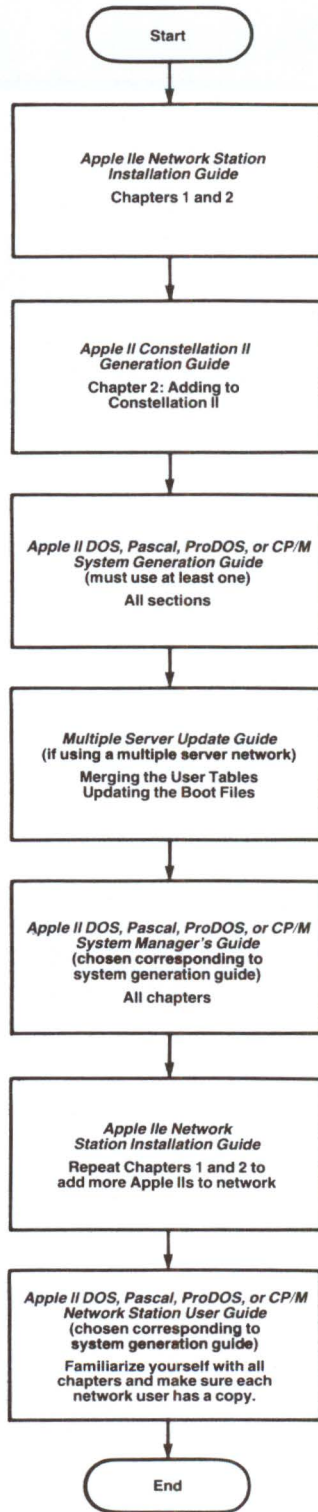 Start
Apple IIe Network Station
Installation Guide
Chapters 1 and 2
Apple II Constellation II
Generation Guide
Chapter 2: Adding to
Constellation II
Apple II DOS, Pascal, ProDOS, or CP/M
System Generation Guide
(must use at least one)
All sections
Multiple Server Update Guide
(if using a multiple server network)
Merging the User Tables
Updating the Boot Files
Apple II DOS, Pascal, ProDOS, or CP/M
System Manager's Guide
(chosen corresponding to
system generation guide)
All chapters
Apple IIe Network
Station Installation Guide
Repeat Chapters 1 and 2 to
add more Apple IIs to network
Apple II DOS, Pascal, ProDOS, or CP/M
Network Station User Guide
(chosen corresponding to
system generation guide)
Familiarize yourself with all
chapters and make sure each
network user has a copy.
End